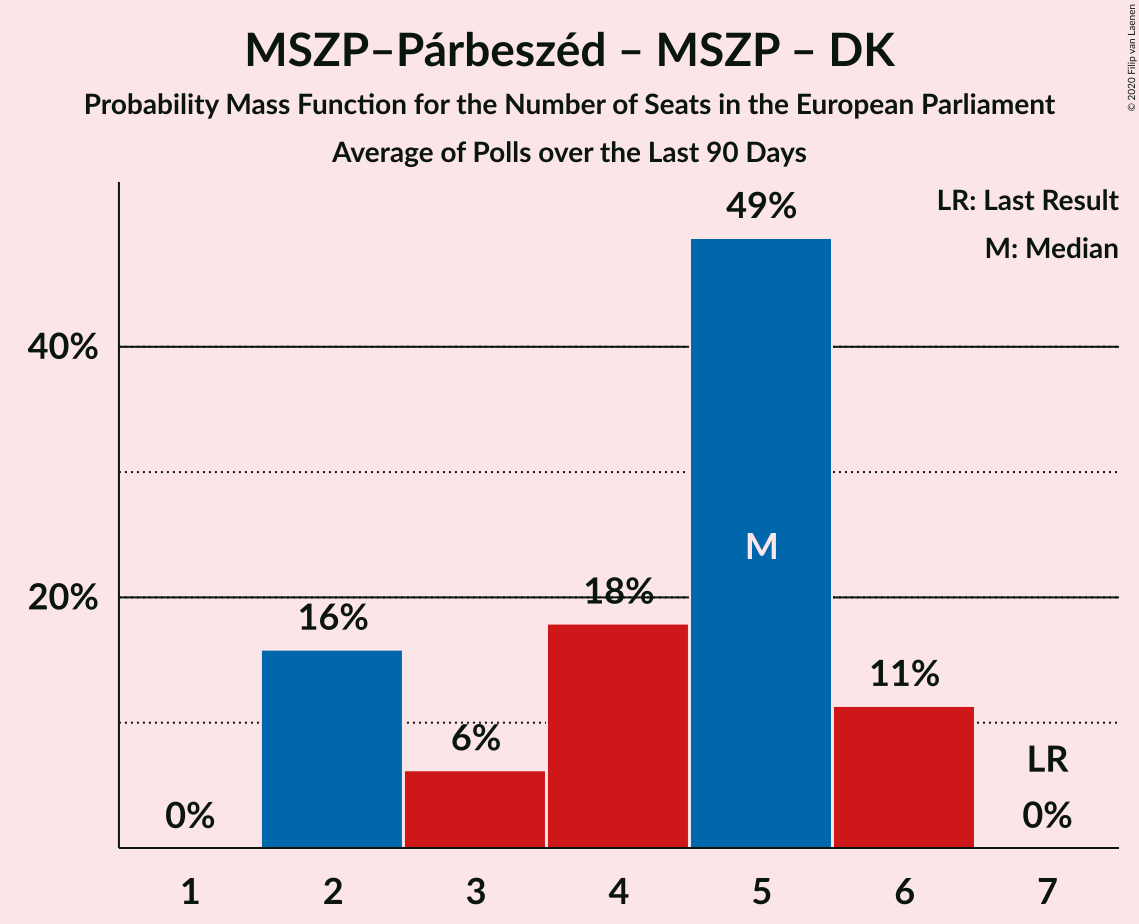 MSZP–Párbeszéd – MSZP – DK
Probability Mass Function for the Number of Seats in the European Parliament
Average of Polls over the Last 90 Days
© 2020 Filip van Laenen
LR: Last Result
M: Median
49%
40%
M
20%
18%
16%
11%
6%
LR
0%
0%
1 2 3 4 5 6 7